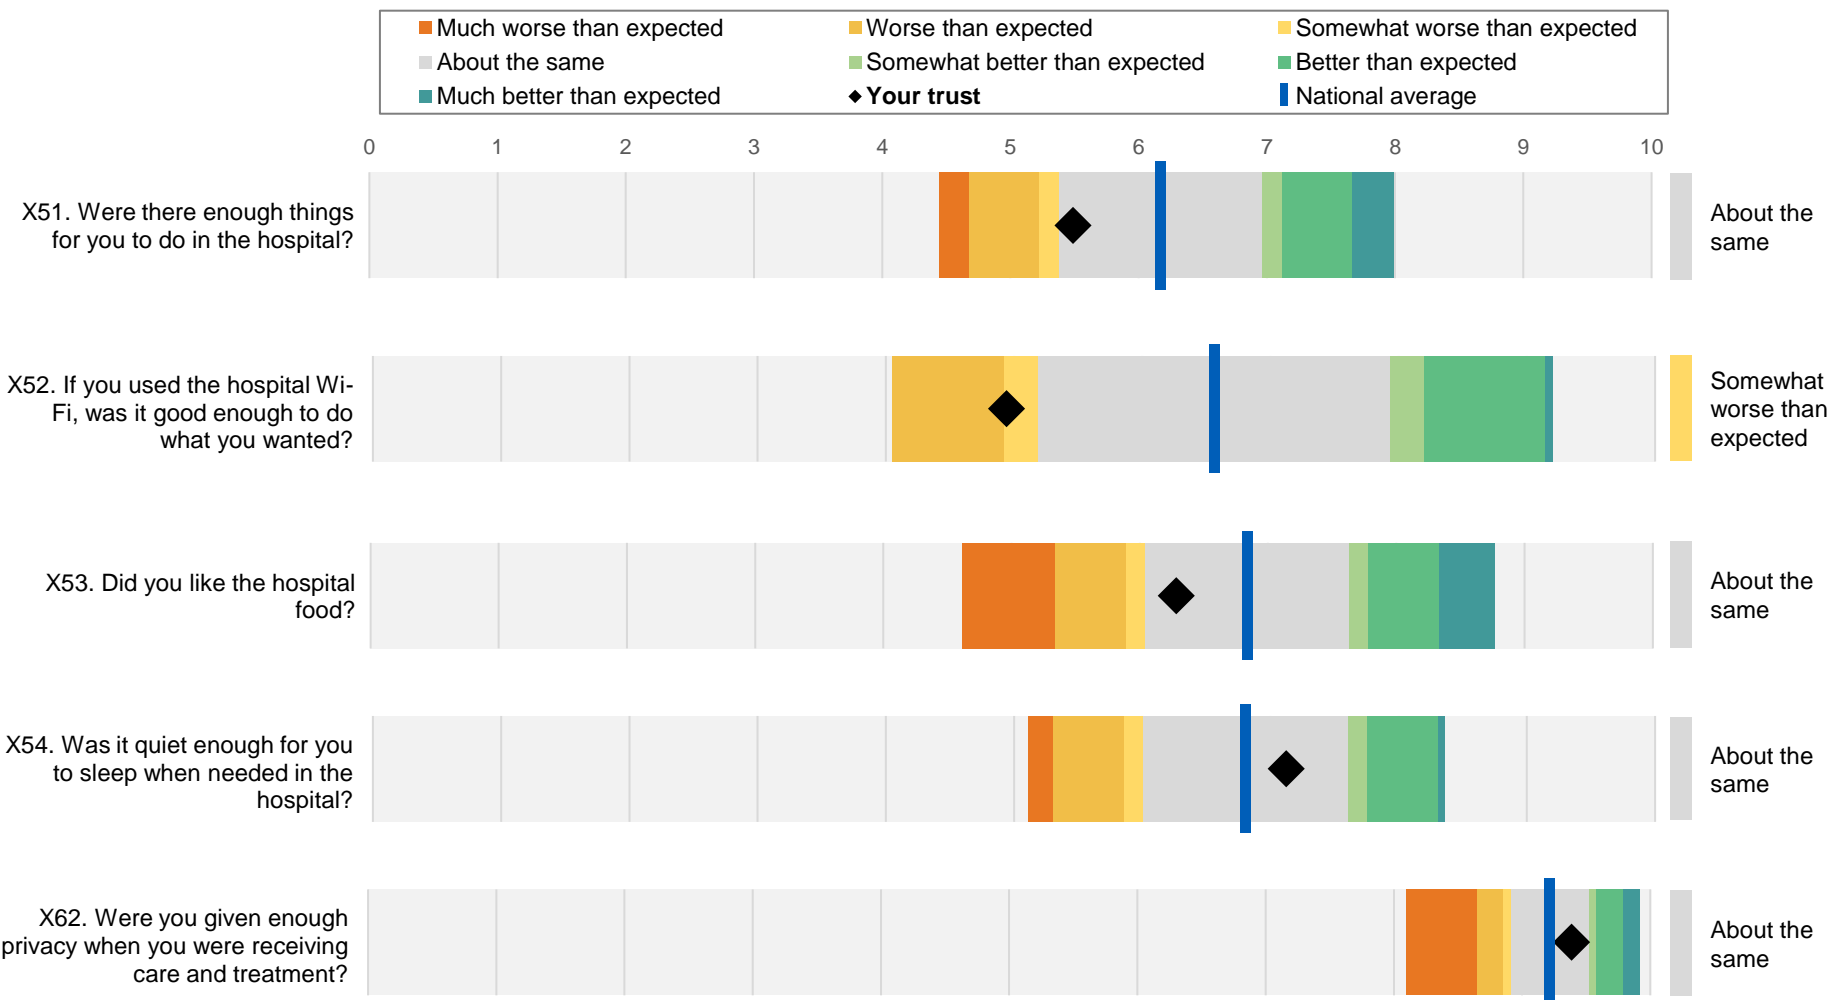 Much worse than expected
Worse than expected
Somewhat worse than expected
About the same
Somewhat better than expected
Better than expected
Much better than expected
Your trust
National average
0 1 2 3 4 5 6 7 8 9 10
X51. Were there enough things
for you to do in the hospital?
About the
same
X52. If you used the hospital Wi-
Fi, was it good enough to do
what you wanted?
Somewhat
worse than
expected
X53. Did you like the hospital
food?
About the
same
X54. Was it quiet enough for you
to sleep when needed in the
hospital?
About the
same
X62. Were you given enough
privacy when you were receiving
care and treatment?
About the
same